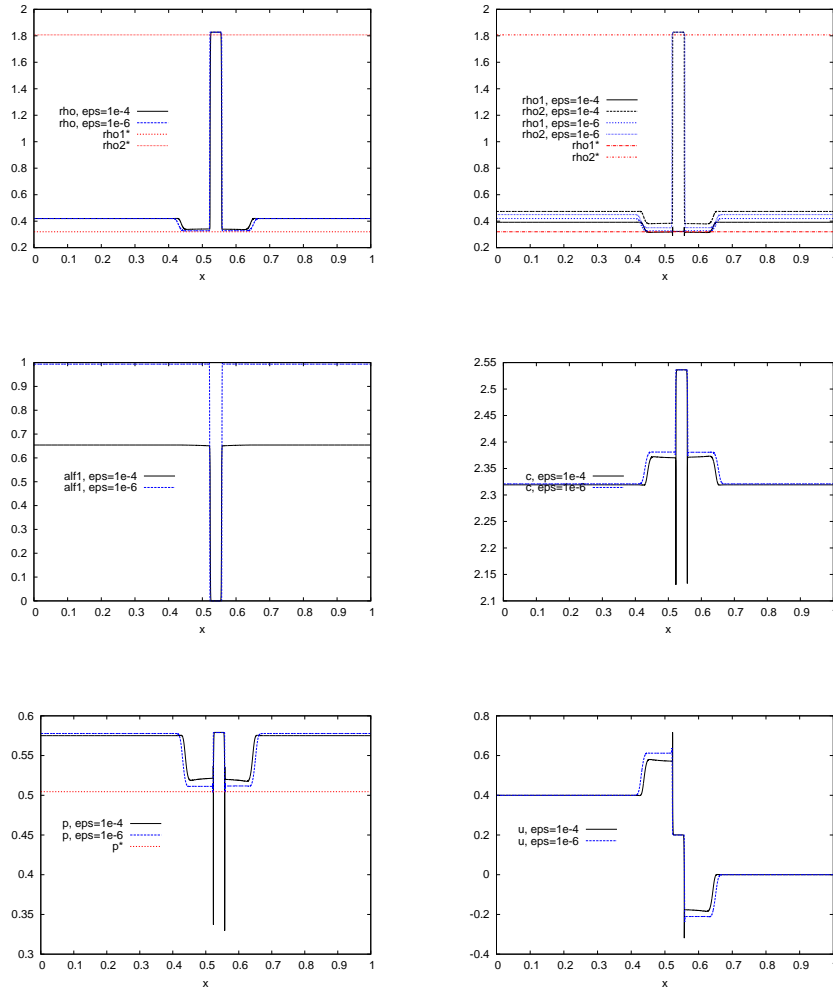 2
1.8
1.6
1.4
1.2
1
0.8
0.6
0.4
0.2
rho, eps=1e-4
rho, eps=1e-6
rho1*
rho2*
0 0.1 0.2 0.3 0.4 0.5 0.6 0.7 0.8 0.9 1
x
2
1.8
1.6
1.4
1.2
1
0.8
0.6
0.4
0.2
rho1, eps=1e-4
rho2, eps=1e-4
rho1, eps=1e-6
rho2, eps=1e-6
rho1*
rho2*
0 0.1 0.2 0.3 0.4 0.5 0.6 0.7 0.8 0.9 1
x
1
0.9
0.8
0.7
0.6
0.5
0.4
0.3
0.2
0.1
0
alf1, eps=1e-4
alf1, eps=1e-6
0 0.1 0.2 0.3 0.4 0.5 0.6 0.7 0.8 0.9 1
x
2.55
2.5
2.45
2.4
2.35
2.3
2.25
2.2
2.15
2.1
c, eps=1e-4
c, eps=1e-6
0 0.1 0.2 0.3 0.4 0.5 0.6 0.7 0.8 0.9 1
x
0.6
0.55
0.5
0.45
0.4
0.35
0.3
p, eps=1e-4
p, eps=1e-6
p*
0 0.1 0.2 0.3 0.4 0.5 0.6 0.7 0.8 0.9 1
x
0.8
0.6
0.4
0.2
0
-0.2
-0.4
u, eps=1e-4
u, eps=1e-6
0 0.1 0.2 0.3 0.4 0.5 0.6 0.7 0.8 0.9 1
x